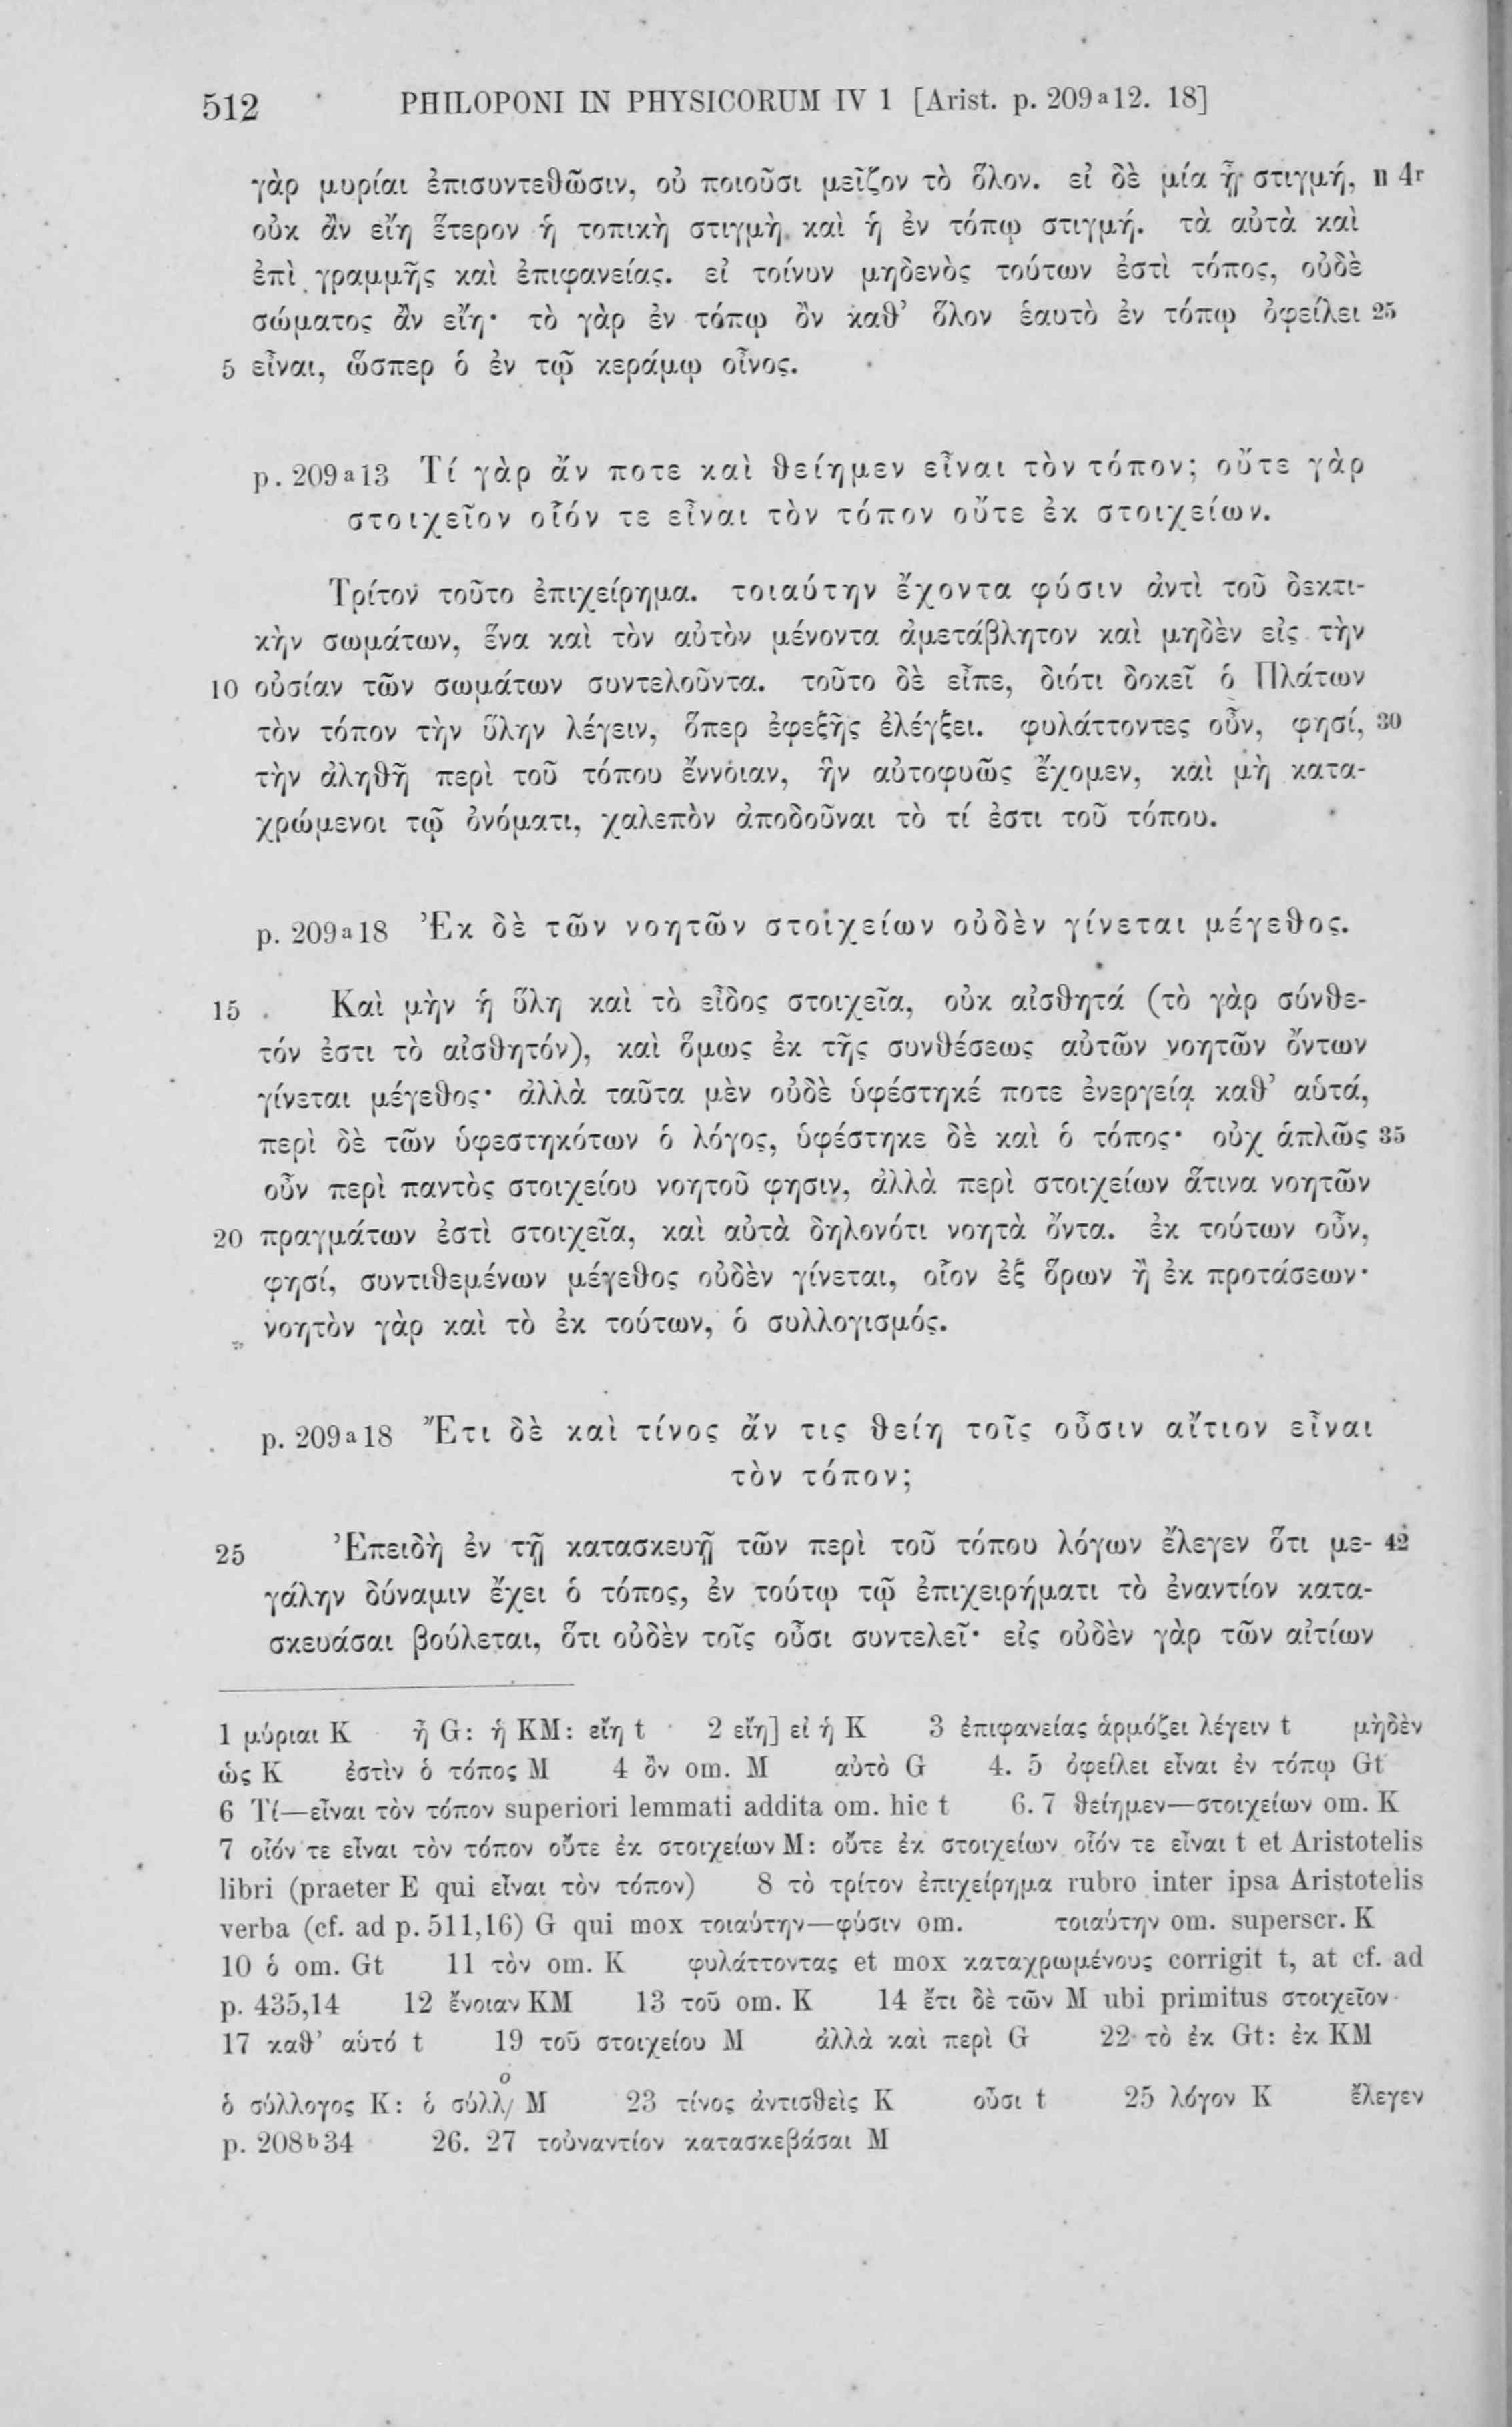 512 PHILOPONI IN PHYSICORUM IV 1 [Arist. p. 209a12. 18]
γὰρ μυρίαι ἐπισυντεθῶσιν, οὐ ποιοῦσι μεῖζον τὸ ὅλον. εἰ δὲ μία ᾖ στιγμή, n 4r
οὐκ ἂν εἴη ἕτερον ἡ τοπικὴ στιγμὴ καὶ ἡ ἐν τόπῳ στιγμή. τὰ αὐτὰ καὶ
ἐπὶ γραμμῆς καὶ ἐπιφανείας. εἰ τοίνυν μηδενὸς τούτων ἐστὶ τόπος, οὐδὲ
σώματος ἂν εἴη· τὸ γὰρ ἐν τόπῳ ὂν καθ’ ὅλον ἑαυτὸ ἐν τόπῳ ὀφείλει 25
5 εἶναι, ὥσπερ ὁ ἐν τῷ κεράμῳ οἶνος.
p. 209a13 Τί γὰρ ἄν ποτε καὶ θείημεν εἶναι τὸν τόπον; οὔτε γὰρ
στοιχεῖον οἷόν τε εἶναι τὸν τόπον οὔτε ἐκ στοιχείων.
Τρίτον τοῦτο ἐπιχείρημα. τοιαύτην ἔχοντα φύσιν ἀντὶ τοῦ δεκτι-
κὴν σωμάτων, ἕνα καὶ τὸν αὐτὸν μένοντα ἀμετάβλητον καὶ μηδὲν εἰς τὴν
10 οὐσίαν τῶν σωμάτων συντελοῦντα. τοῦτο δὲ εἶπε, διότι δοκεῖ ὁ Πλάτων
τὸν τόπον τὴν ὕλην λέγειν, ὅπερ ἐφεξῆς ἐλέγξει. φυλάττοντες οὖν, φησί, 30
τὴν ἀληθῆ περὶ τοῦ τόπου ἔννοιαν, ἣν αὐτοφυῶς ἔχομεν, καὶ μὴ κατα-
χρώμενοι τῷ ὀνόματι, χαλεπὸν ἀποδοῦναι τὸ τί ἐστι τοῦ τόπου.
p. 209a18 Ἐκ δὲ τῶν νοητῶν στοιχείων οὐδὲν γίνεται μέγεθος.
15 Καὶ μὴν ἡ ὕλη καὶ τὸ εἶδος στοιχεῖα, οὐκ αἰσθητά (τὸ γὰρ σύνθε-
τόν ἐστι τὸ αἰσθητόν), καὶ ὅμως ἐκ τῆς συνθέσεως αὐτῶν νοητῶν ὄντων
γίνεται μέγεθος· ἀλλὰ ταῦτα μὲν οὐδὲ ὑφέστηκέ ποτε ἐνεργείᾳ καθ’ αὑτά,
περὶ δὲ τῶν ὑφεστηκότων ὁ λόγος, ὑφέστηκε δὲ καὶ ὁ τόπος· οὐχ ἁπλῶς 35
οὖν περὶ παντὸς στοιχείου νοητοῦ φησιν, ἀλλὰ περὶ στοιχείων ἅτινα νοητῶν
20 πραγμάτων ἐστὶ στοιχεῖα, καὶ αὐτὰ δηλονότι νοητὰ ὄντα. ἐκ τούτων οὖν,
φησί, συντιθεμένων μέγεθος οὐδὲν γίνεται, οἷον ἐξ ὅρων ἢ ἐκ προτάσεων·
νοητὸν γὰρ καὶ τὸ ἐκ τούτων, ὁ συλλογισμός.
p. 209a18 Ἔτι δὲ καὶ τίνος ἄν τις θείη τοῖς οὖσιν αἴτιον εἶναι
τὸν τόπον;
25 Ἐπειδὴ ἐν τῇ κατασκευῇ τῶν περὶ τοῦ τόπου λόγων ἔλεγεν ὅτι με- 42
γάλην δύναμιν ἔχει ὁ τόπος, ἐν τούτῳ τῷ ἐπιχειρήματι τὸ ἐναντίον κατα-
σκευάσαι βούλεται, ὅτι οὐδὲν τοῖς οὖσι συντελεῖ· εἰς οὐδὲν γὰρ τῶν αἰτίων
1 μύριαι K ἦ G: ἡ KM: εἴη t 2 εἴη] εἰ ἡ K 3 ἐπιφανείας ἁρμόζει λέγειν t μὴδὲν
ὡς K ἐστὶν ὁ τόπος M 4 ὂν om. M αὐτὸ G 4. 5 ὀφείλει εἶναι ἐν τόπῳ Gt
6 Τί—εἶναι τὸν τόπον superiori lemmati addita om. hic t 6. 7 θείημεν—στοιχείων om. K
7 οἷόν τε εἶναι τὸν τόπον οὔτε ἐκ στοιχείων M: οὔτε ἐκ στοιχείων οἷόν τε εἶναι t et Aristotelis
libri (praeter E qui εἶναι τὸν τόπον) 8 τὸ τρίτον ἐπιχείρημα rubro inter ipsa Aristotelis
verba (cf. ad p. 511,16) G qui mox τοιαύτην—φύσιν om. τοιαύτην om. superscr. K
10 ὁ om. Gt 11 τὸν om. K φυλάττοντας et mox καταχρωμένους corrigit t, at cf. ad
p. 435,14 12 ἔνοιαν KM 13 τοῦ om. K 14 ἔτι δὲ τῶν M ubi primitus στοιχεῖον
17 καθ’ αὑτό t 19 τοῦ στοιχείου M ἀλλὰ καὶ περὶ G 22 τὸ ἐκ Gt: ἐκ KM
ὁ σύλλογος K: ὁ σύλλο/ M 23 τίνος ἀντισθεὶς K οὖσι t 25 λόγον K ἔλεγεν
p. 208b34 26. 27 τοὐναντίον κατασκεβάσαι M